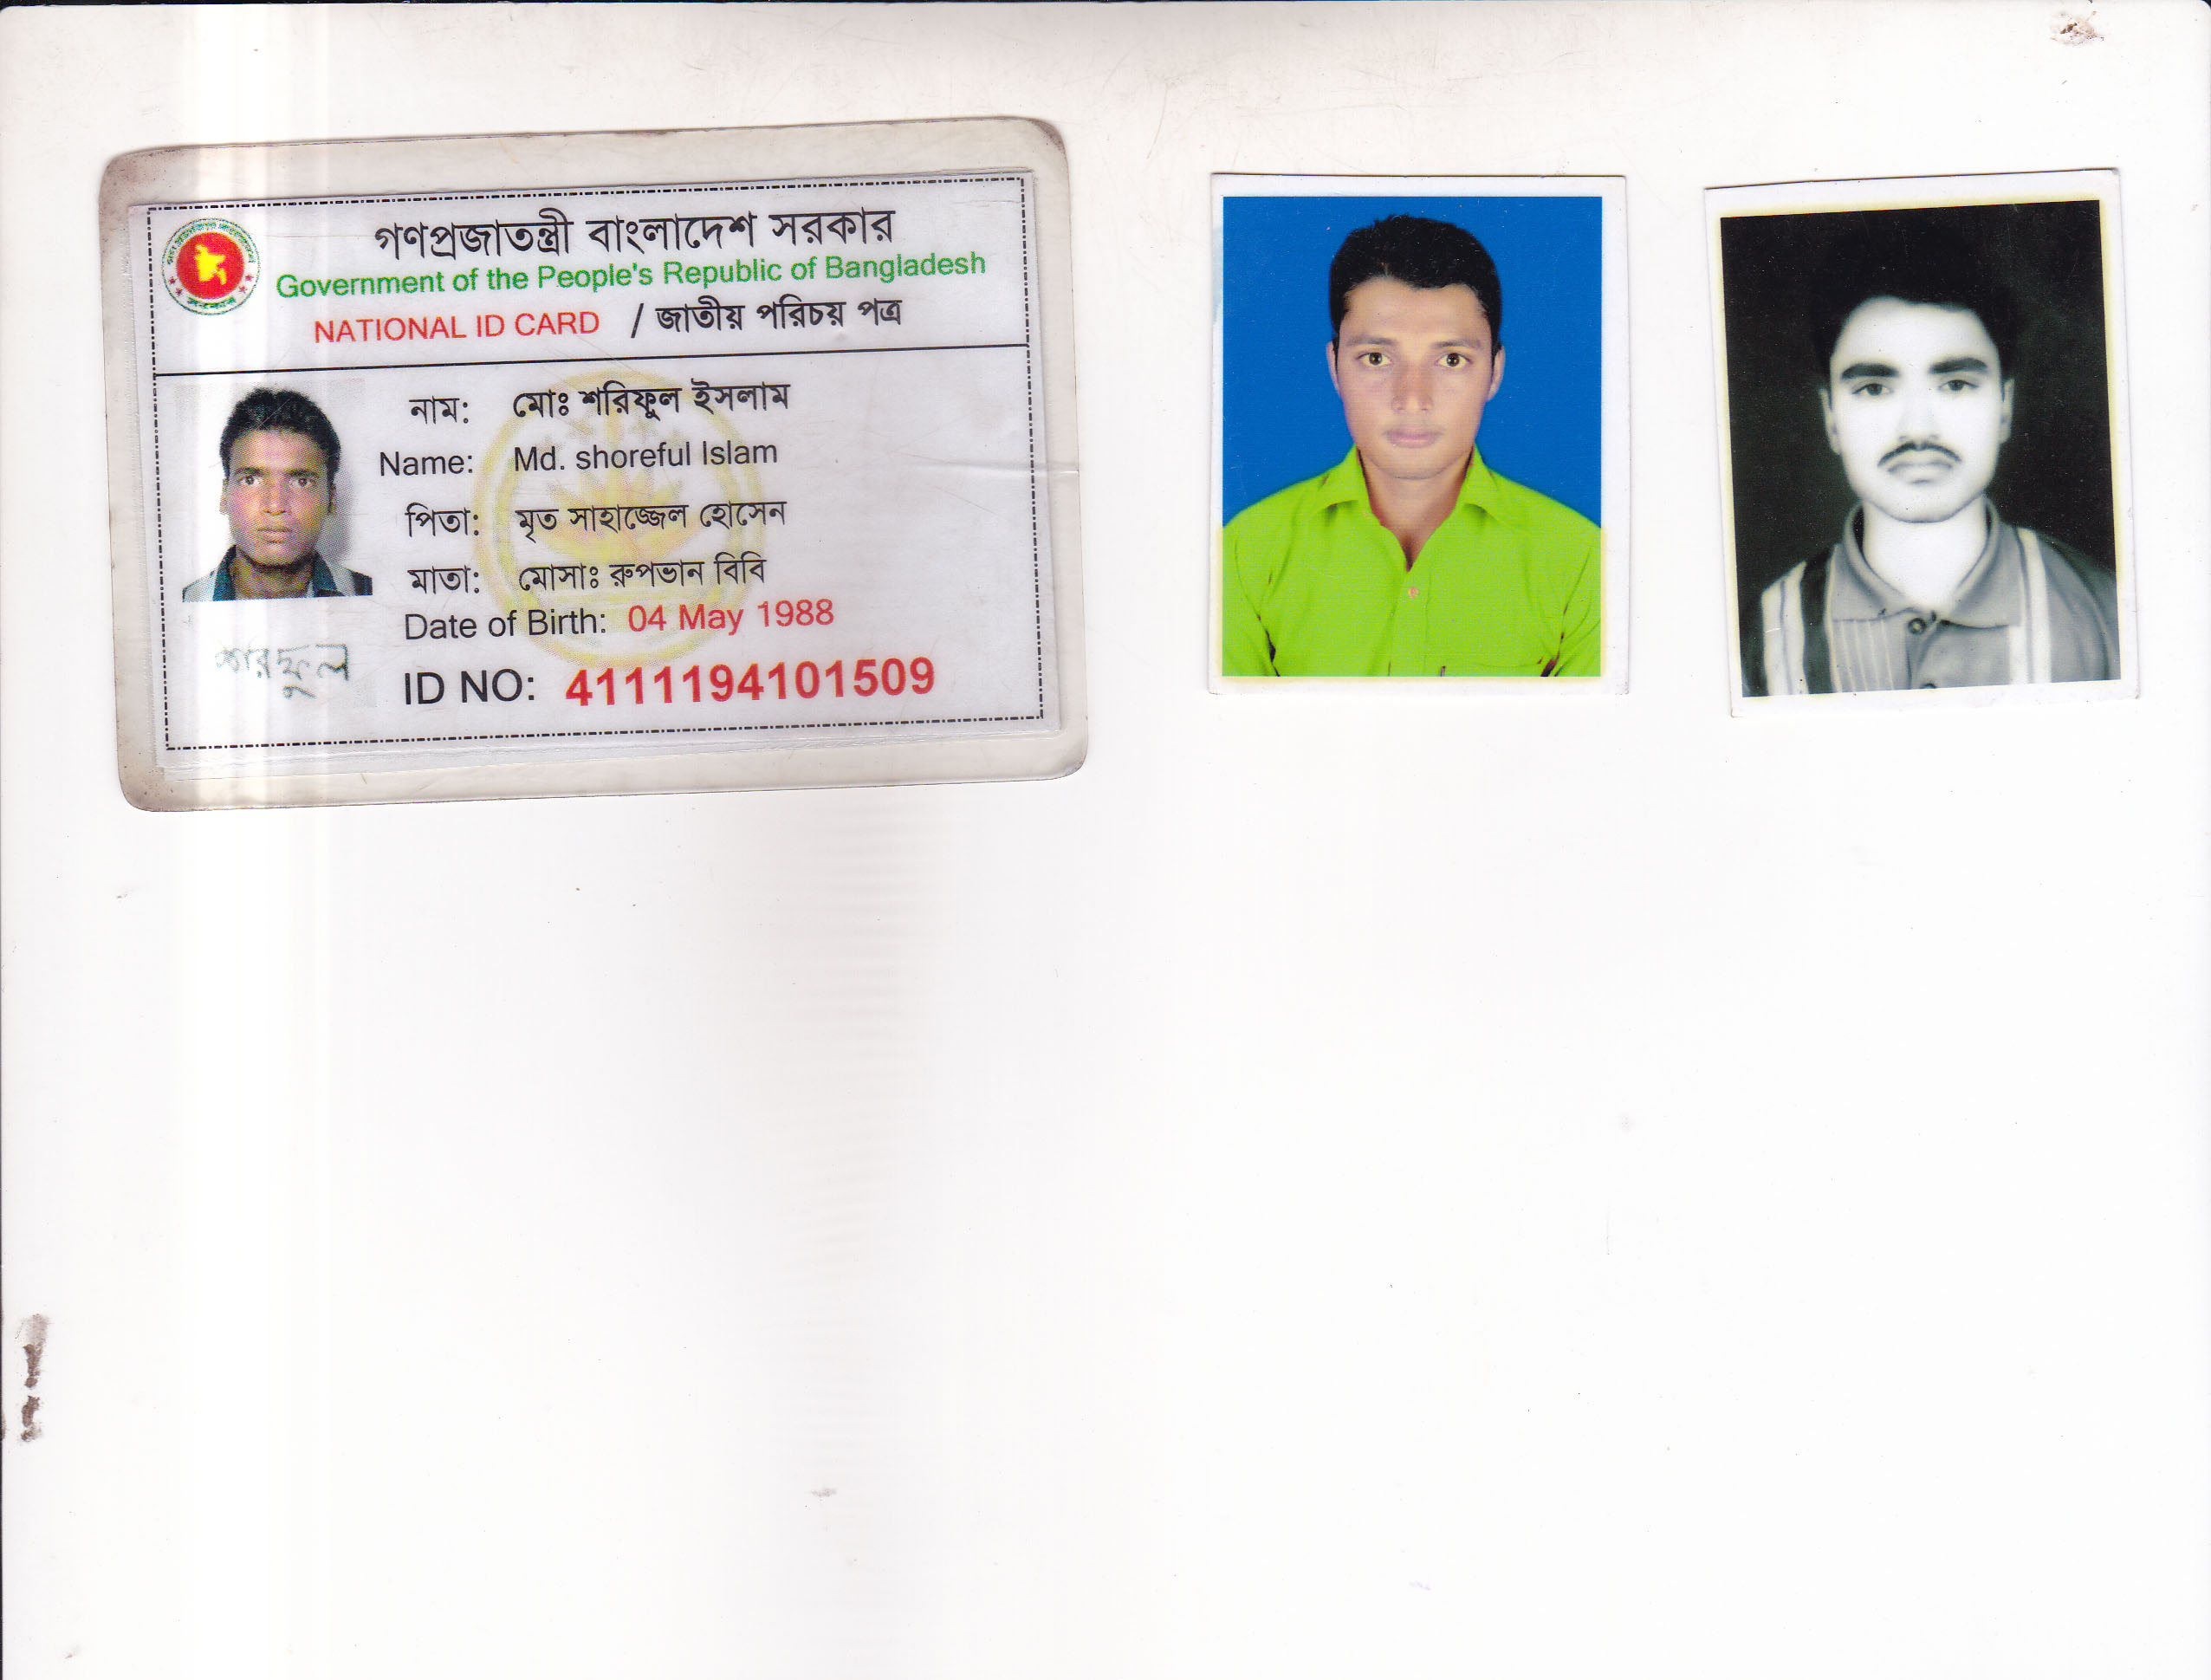 গণপ্রজাতন্ত্রী বাংলাদেশ সরকার
Government of the People's Republic of Bangladesh
NATIONAL ID CARD / জাতীয় পরিচয় পত্র
নাম: মোঃ শরিফুল ইসলাম
Name: Md. shoreful Islam
পিতা: মৃত সাহাজ্জেল হোসেন
মাতা: মোসাঃ রুপভান বিবি
Date of Birth: 04 May 1988
শরিফুল
ID NO: 4111194101509